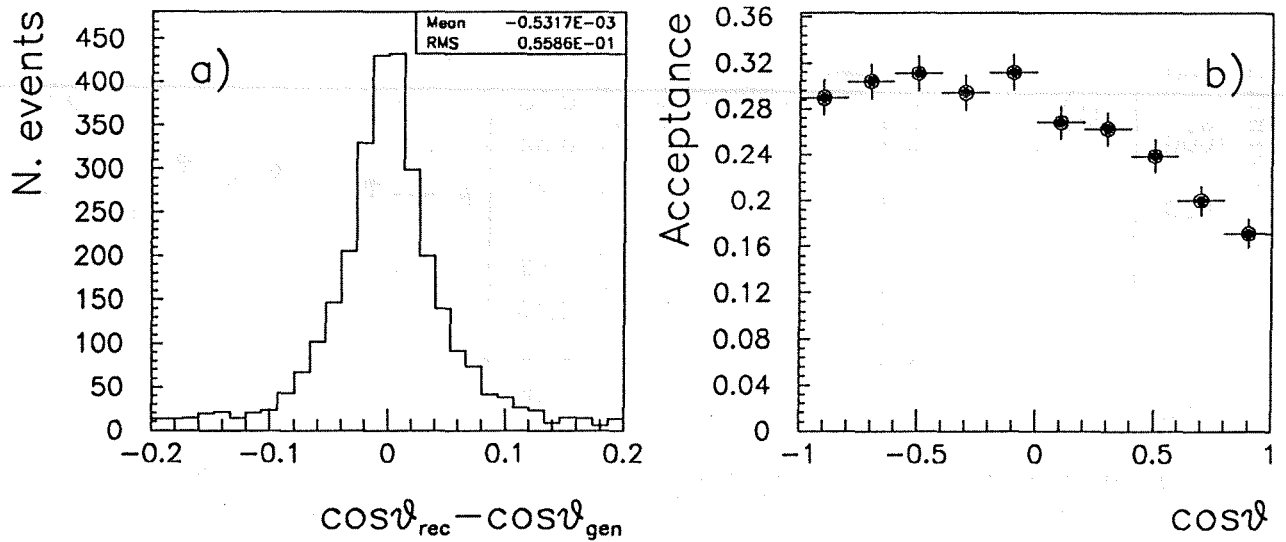 N. events
450
400
350
300
250
200
150
100
50
0
a)
Mean -0.5317E-03
RMS 0.5586E-01
-0.2 -0.1 0 0.1 0.2
cosϑrec-cosϑgen
Acceptance
0.36
0.32
0.28
0.24
0.2
0.16
0.12
0.08
0.04
0
b)
-1 -0.5 0 0.5 1
cosϑ